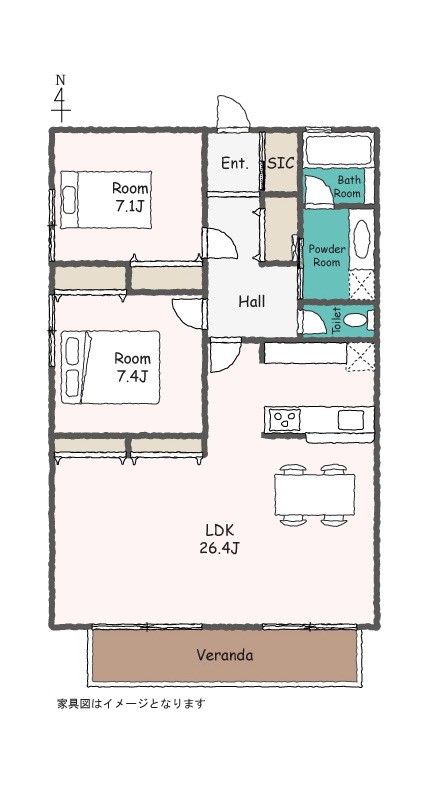 N
Ent.
SIC
Room
7.1J
Bath
Room
Powder
Room
Hall
Toilet
Room
7.4J
LDK
26.4J
Veranda
家具図はイメージとなります